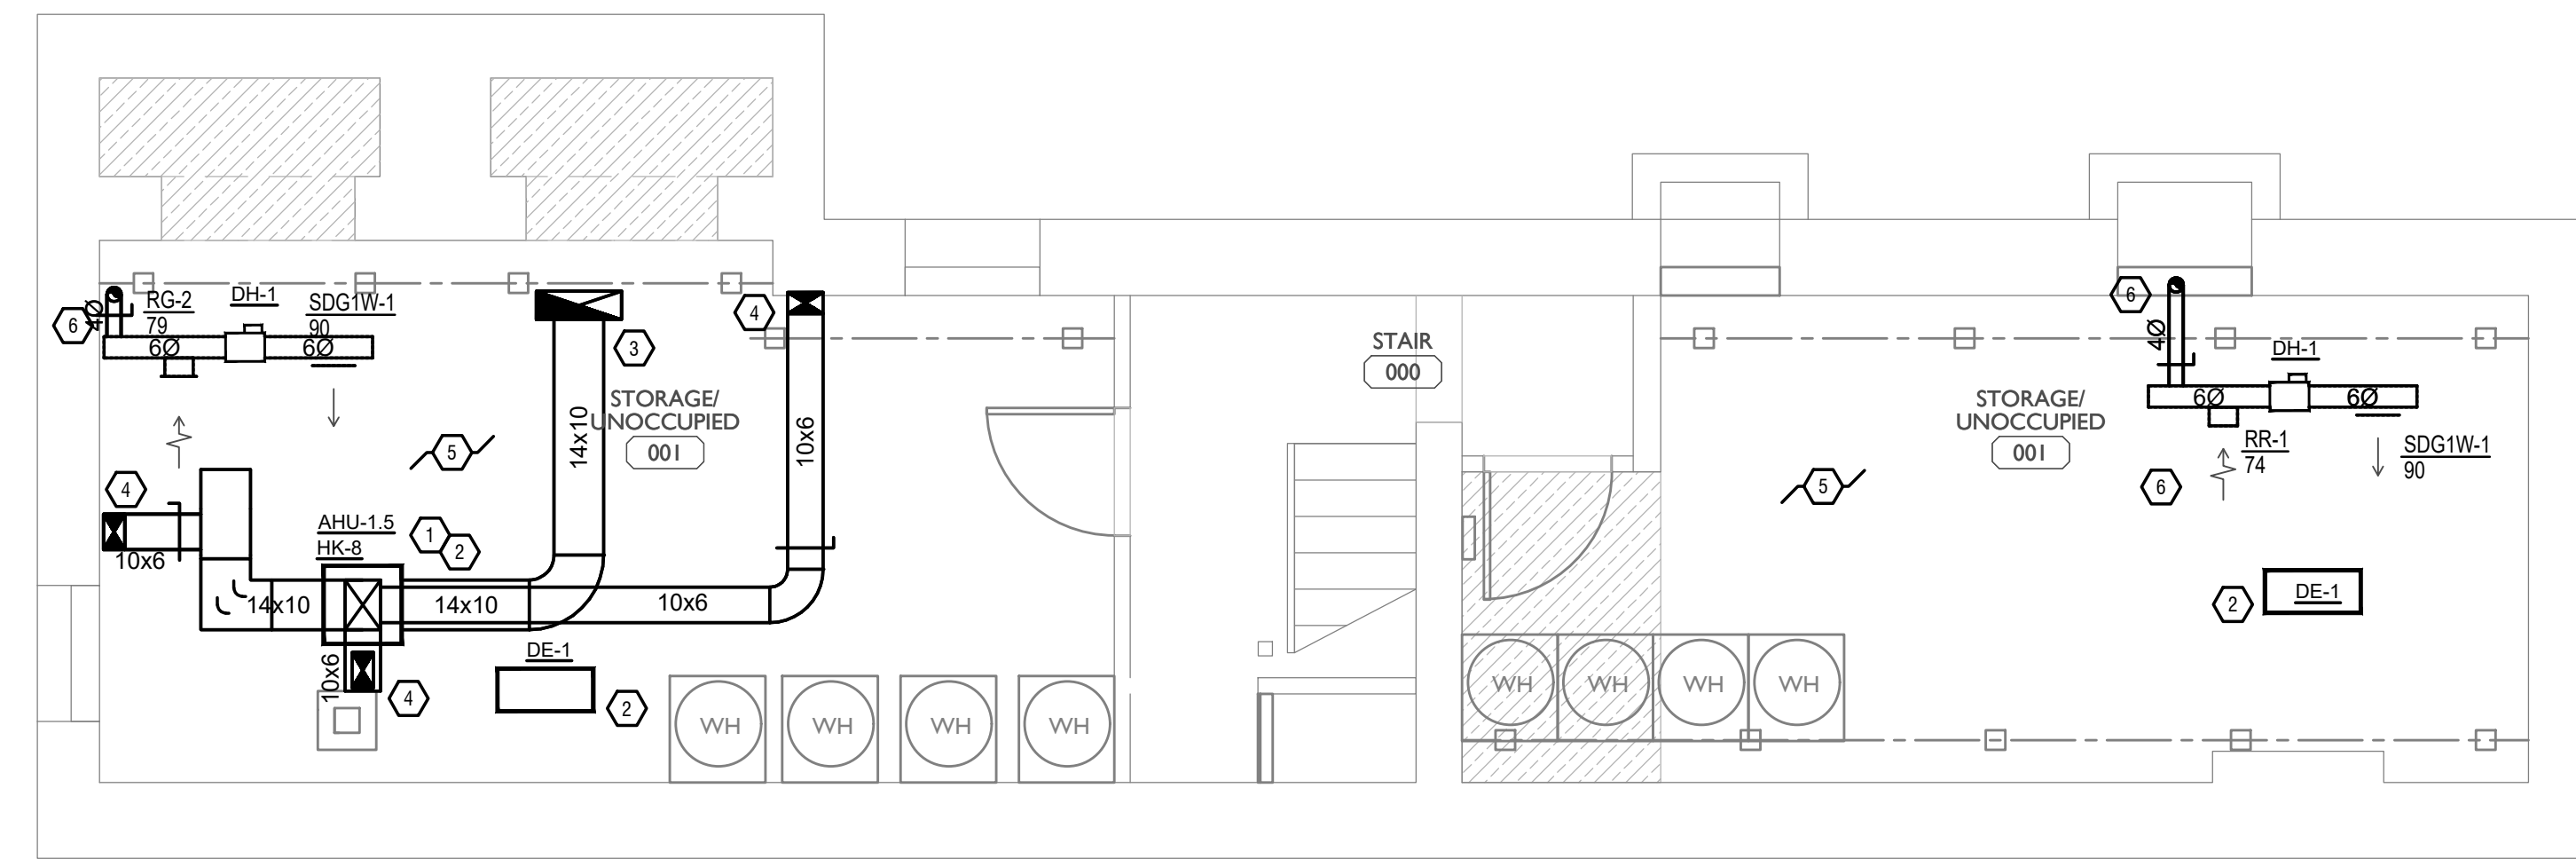 6
4Ø
RG-2
79
DH-1
SDG1W-1
90
6Ø
6Ø
4
3
14x10
STORAGE/
UNOCCUPIED
001
10x6
5
4
10x6
AHU-1.5
HK-8
1
2
14x10
14x10
10x6
10x6
4
DE-1
2
WH
WH
WH
WH
STAIR
000
WH
WH
WH
WH
STORAGE/
UNOCCUPIED
001
5
6
4Ø
DH-1
6Ø
6Ø
RR-1
74
SDG1W-1
90
6
2
DE-1